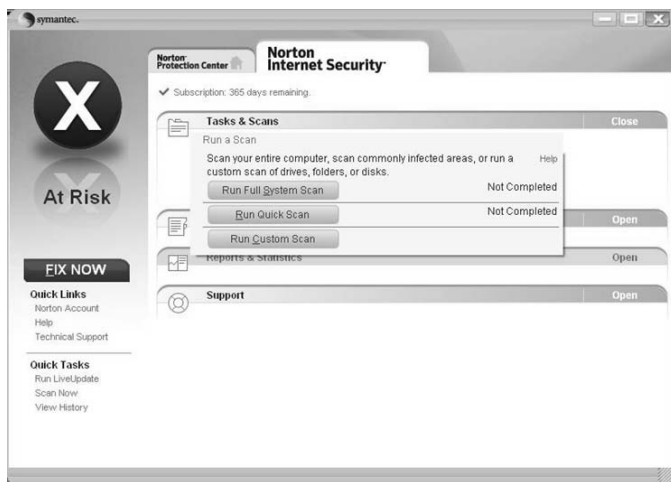 symantec.
Norton Protection Center
Norton Internet Security
Subscription: 365 days remaining.
X
At Risk
FIX NOW
Quick Links
Norton Account
Help
Technical Support
Quick Tasks
Run LiveUpdate
Scan Now
View History
Tasks & Scans
Close
Run a Scan
Scan your entire computer, scan commonly infected areas, or run a
custom scan of drives, folders, or disks.
Help
Run Full System Scan
Not Completed
Run Quick Scan
Not Completed
Run Custom Scan
Open
Reports & Statistics
Open
Support
Open